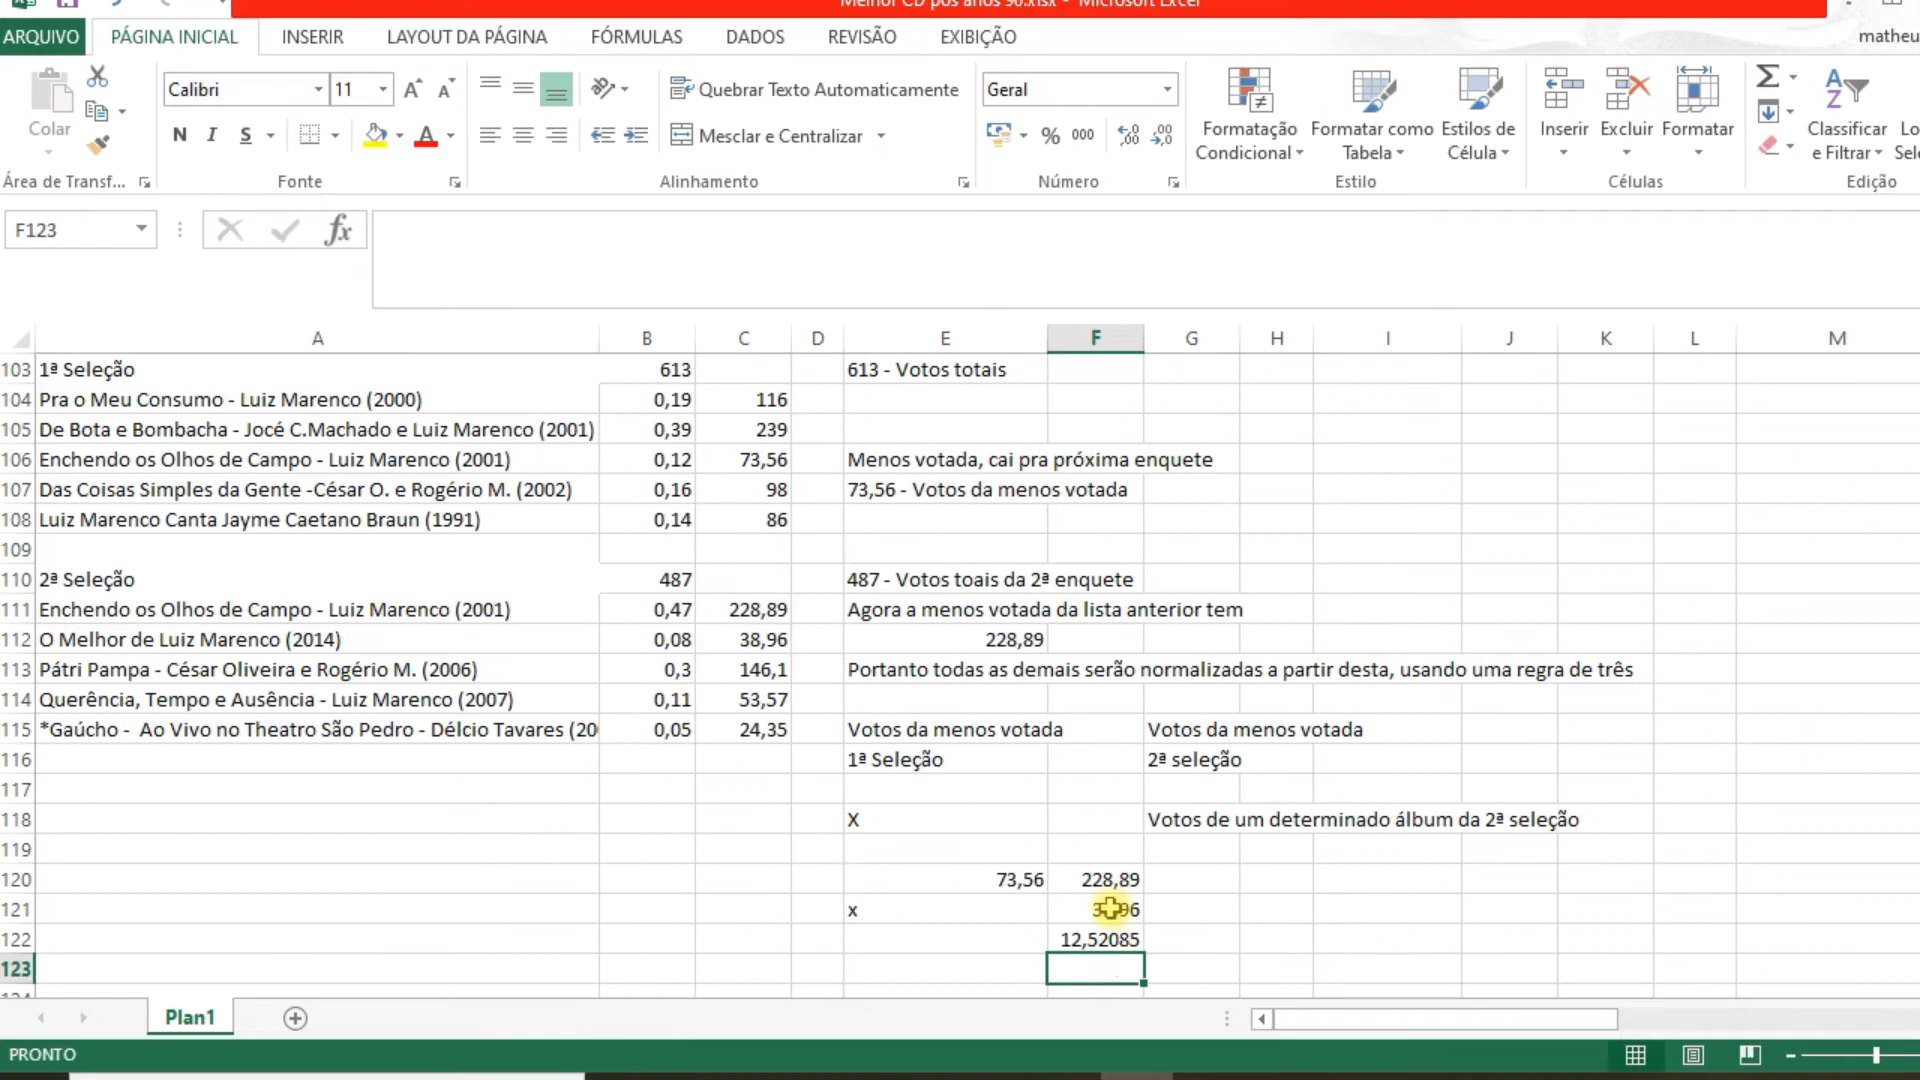 Melhor CD pós anos 90.xlsx - Microsoft Excel
ARQUIVO PÁGINA INICIAL INSERIR LAYOUT DA PÁGINA FÓRMULAS DADOS REVISÃO EXIBIÇÃO matheu
Colar
Calibri 11
N I S
Quebrar Texto Automaticamente
Mesclar e Centralizar
Geral
% 000
Formatação Condicional
Formatar como Tabela
Estilos de Célula
Inserir Excluir Formatar
Classificar e Filtrar
Área de Transf... Fonte Alinhamento Número Estilo Células Edição
F123 fx
A B C D E F G H I J K L M
103 1ª Seleção 613 613 - Votos totais
104 Pra o Meu Consumo - Luiz Marenco (2000) 0,19 116
105 De Bota e Bombacha - Jocé C.Machado e Luiz Marenco (2001) 0,39 239
106 Enchendo os Olhos de Campo - Luiz Marenco (2001) 0,12 73,56 Menos votada, cai pra próxima enquete
107 Das Coisas Simples da Gente -César O. e Rogério M. (2002) 0,16 98 73,56 - Votos da menos votada
108 Luiz Marenco Canta Jayme Caetano Braun (1991) 0,14 86
109
110 2ª Seleção 487 487 - Votos toais da 2ª enquete
111 Enchendo os Olhos de Campo - Luiz Marenco (2001) 0,47 228,89 Agora a menos votada da lista anterior tem
112 O Melhor de Luiz Marenco (2014) 0,08 38,96 228,89
113 Pátri Pampa - César Oliveira e Rogério M. (2006) 0,3 146,1 Portanto todas as demais serão normalizadas a partir desta, usando uma regra de três
114 Querência, Tempo e Ausência - Luiz Marenco (2007) 0,11 53,57
115 *Gaúcho - Ao Vivo no Theatro São Pedro - Délcio Tavares (20 0,05 24,35 Votos da menos votada Votos da menos votada
116 1ª Seleção 2ª seleção
117
118 X Votos de um determinado álbum da 2ª seleção
119
120 73,56 228,89
121 x
122 12,52085
123
Plan1
PRONTO